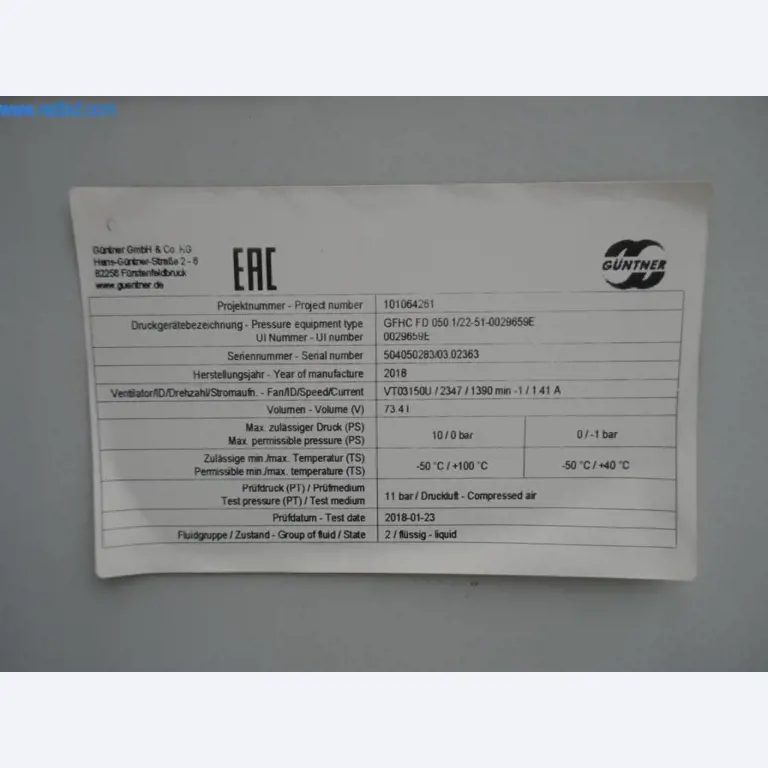 Güntner GmbH & Co. KG
Hans-Güntner-Straße 2 - 6
82256 Fürstenfeldbruck
www.guentner.de
EAC
GÜNTNER
Projektnummer - Project number 101064261
Druckgerätebezeichnung - Pressure equipment type GFHC FD 050.1/22-51-0029659E
UI Nummer - UI number 0029659E
Seriennummer - Serial number 504050283/03.02363
Herstellungsjahr - Year of manufacture 2018
Ventilator/ID/Drehzahl/Stromaufn. - Fan/ID/Speed/Current VT03150U / 2347 / 1390 min -1 / 1.41 A
Volumen - Volume (V) 73.4 l
Max. zulässiger Druck (PS)
Max. permissible pressure (PS) 10 / 0 bar 0 / -1 bar
Zulässige min./max. Temperatur (TS)
Permissible min./max. temperature (TS) -50 °C / +100 °C -50 °C / +40 °C
Prüfdruck (PT) / Prüfmedium
Test pressure (PT) / Test medium 11 bar / Druckluft - Compressed air
Prüfdatum - Test date 2018-01-23
Fluidgruppe / Zustand - Group of fluid / State 2 / flüssig - liquid